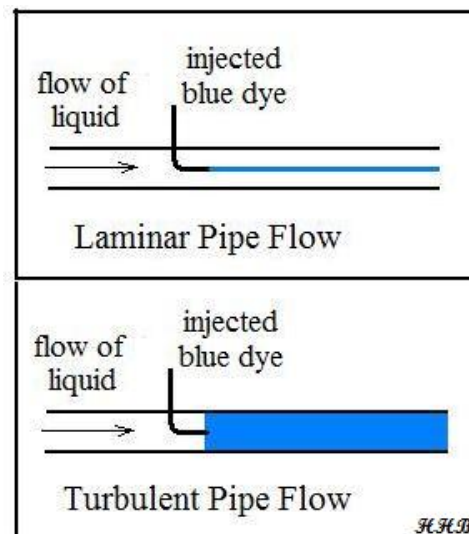 injected
blue dye
flow of
liquid
Laminar Pipe Flow
injected
blue dye
flow of
liquid
Turbulent Pipe Flow
ℋℋℬ